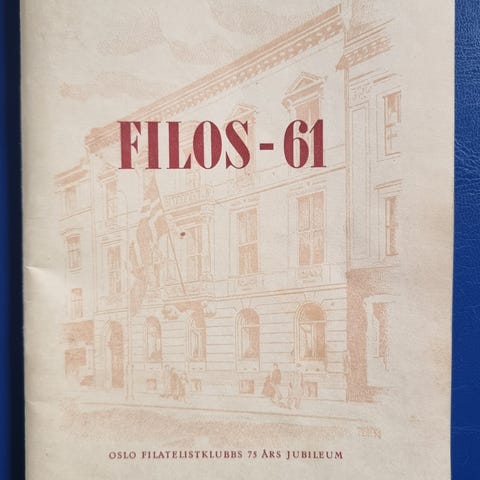 FILOS - 61
OSLO FILATELISTKLUBBS 75 ÅRS JUBILEUM